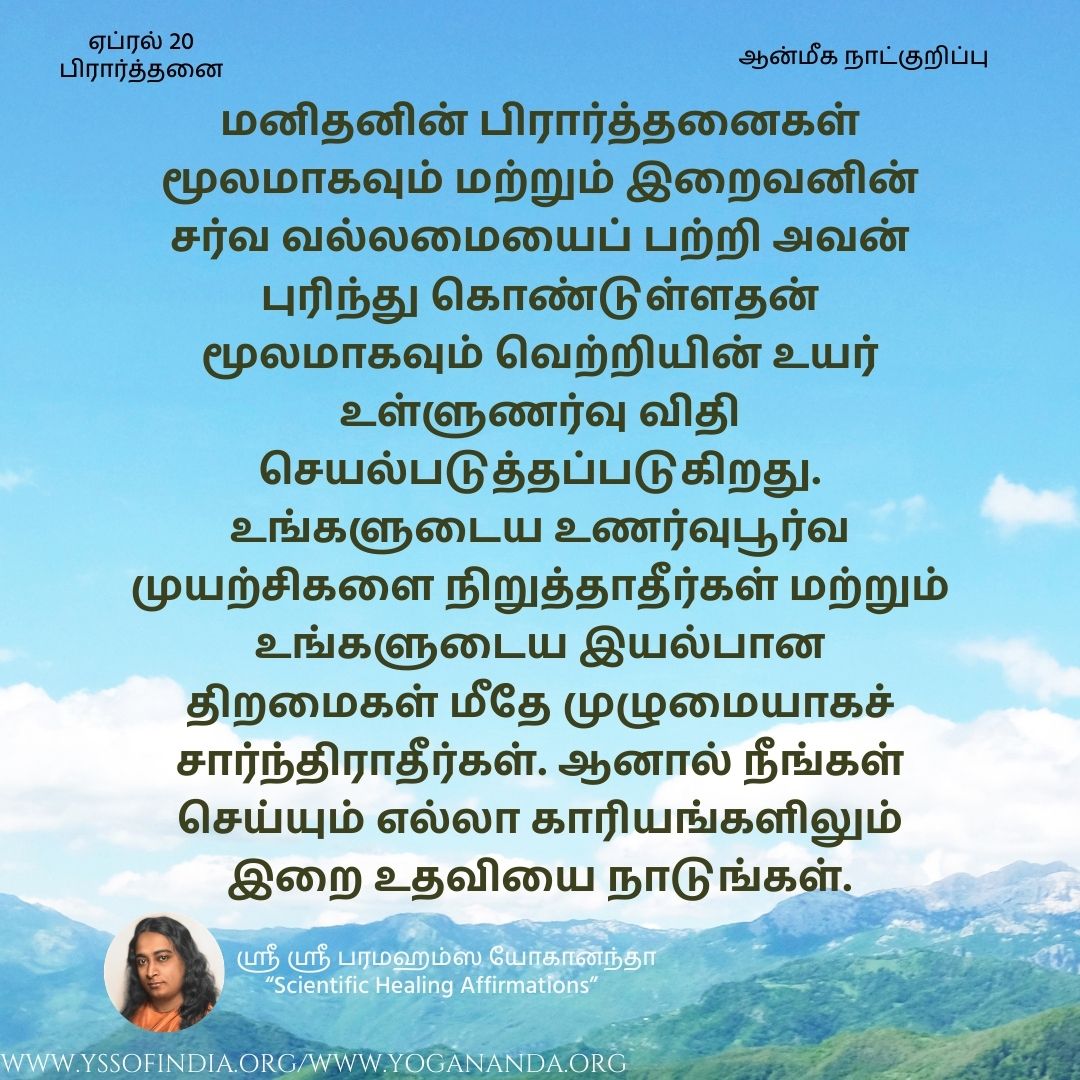 ஏப்ரல் 20
பிரார்த்தனை
ஆன்மீக நாட்குறிப்பு
மனிதனின் பிரார்த்தனைகள்
மூலமாகவும் மற்றும் இறைவனின்
சர்வ வல்லமையைப் பற்றி அவன்
புரிந்து கொண்டுள்ளதன்
மூலமாகவும் வெற்றியின் உயர்
உள்ளுணர்வு விதி
செயல்படுத்தப்படுகிறது.
உங்களுடைய உணர்வுபூர்வ
முயற்சிகளை நிறுத்தாதீர்கள் மற்றும்
உங்களுடைய இயல்பான
திறமைகள் மீதே முழுமையாகச்
சார்ந்திராதீர்கள். ஆனால் நீங்கள்
செய்யும் எல்லா காரியங்களிலும்
இறை உதவியை நாடுங்கள்.
ஸ்ரீ ஸ்ரீ பரமஹம்ஸ யோகானந்தா
“Scientific Healing Affirmations“
WWW.YSSOFINDIA.ORG/WWW.YOGANANDA.ORG